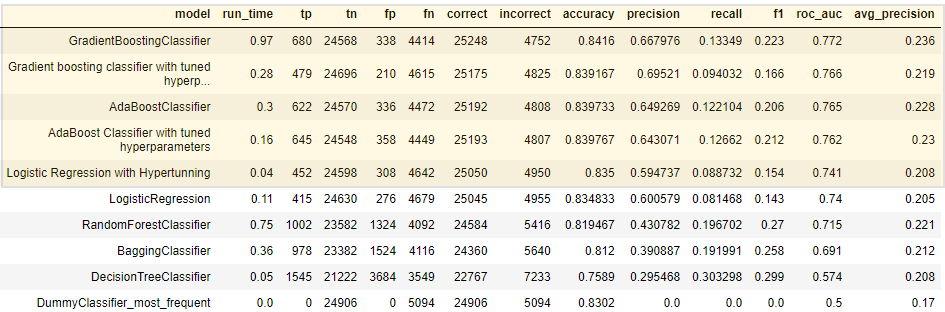 model run_time tp tn fp fn correct incorrect accuracy precision recall f1 roc_auc avg_precision
GradientBoostingClassifier 0.97 680 24568 338 4414 25248 4752 0.8416 0.667976 0.13349 0.223 0.772 0.236
Gradient boosting classifier with tuned
hyperp... 0.28 479 24696 210 4615 25175 4825 0.839167 0.69521 0.094032 0.166 0.766 0.219
AdaBoostClassifier 0.3 622 24570 336 4472 25192 4808 0.839733 0.649269 0.122104 0.206 0.765 0.228
AdaBoost Classifier with tuned
hyperparameters 0.16 645 24548 358 4449 25193 4807 0.839767 0.643071 0.12662 0.212 0.762 0.23
Logistic Regression with Hypertunning 0.04 452 24598 308 4642 25050 4950 0.835 0.594737 0.088732 0.154 0.741 0.208
LogisticRegression 0.11 415 24630 276 4679 25045 4955 0.834833 0.600579 0.081468 0.143 0.74 0.205
RandomForestClassifier 0.75 1002 23582 1324 4092 24584 5416 0.819467 0.430782 0.196702 0.27 0.715 0.221
BaggingClassifier 0.36 978 23382 1524 4116 24360 5640 0.812 0.390887 0.191991 0.258 0.691 0.212
DecisionTreeClassifier 0.05 1545 21222 3684 3549 22767 7233 0.7589 0.295468 0.303298 0.299 0.574 0.208
DummyClassifier_most_frequent 0.0 0 24906 0 5094 24906 5094 0.8302 0.0 0.0 0.0 0.5 0.17